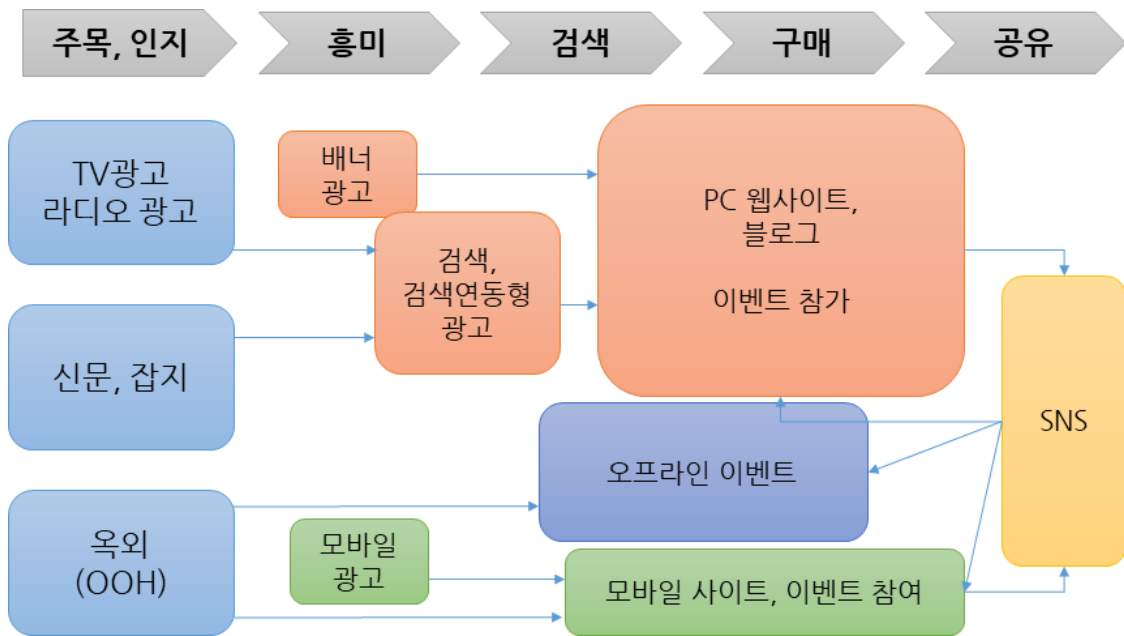 주목, 인지
흥미
검색
구매
공유
TV광고
라디오 광고
배너
광고
PC 웹사이트,
블로그
이벤트 참가
검색,
검색연동형
광고
신문, 잡지
SNS
오프라인 이벤트
옥외
(OOH)
모바일
광고
모바일 사이트, 이벤트 참여